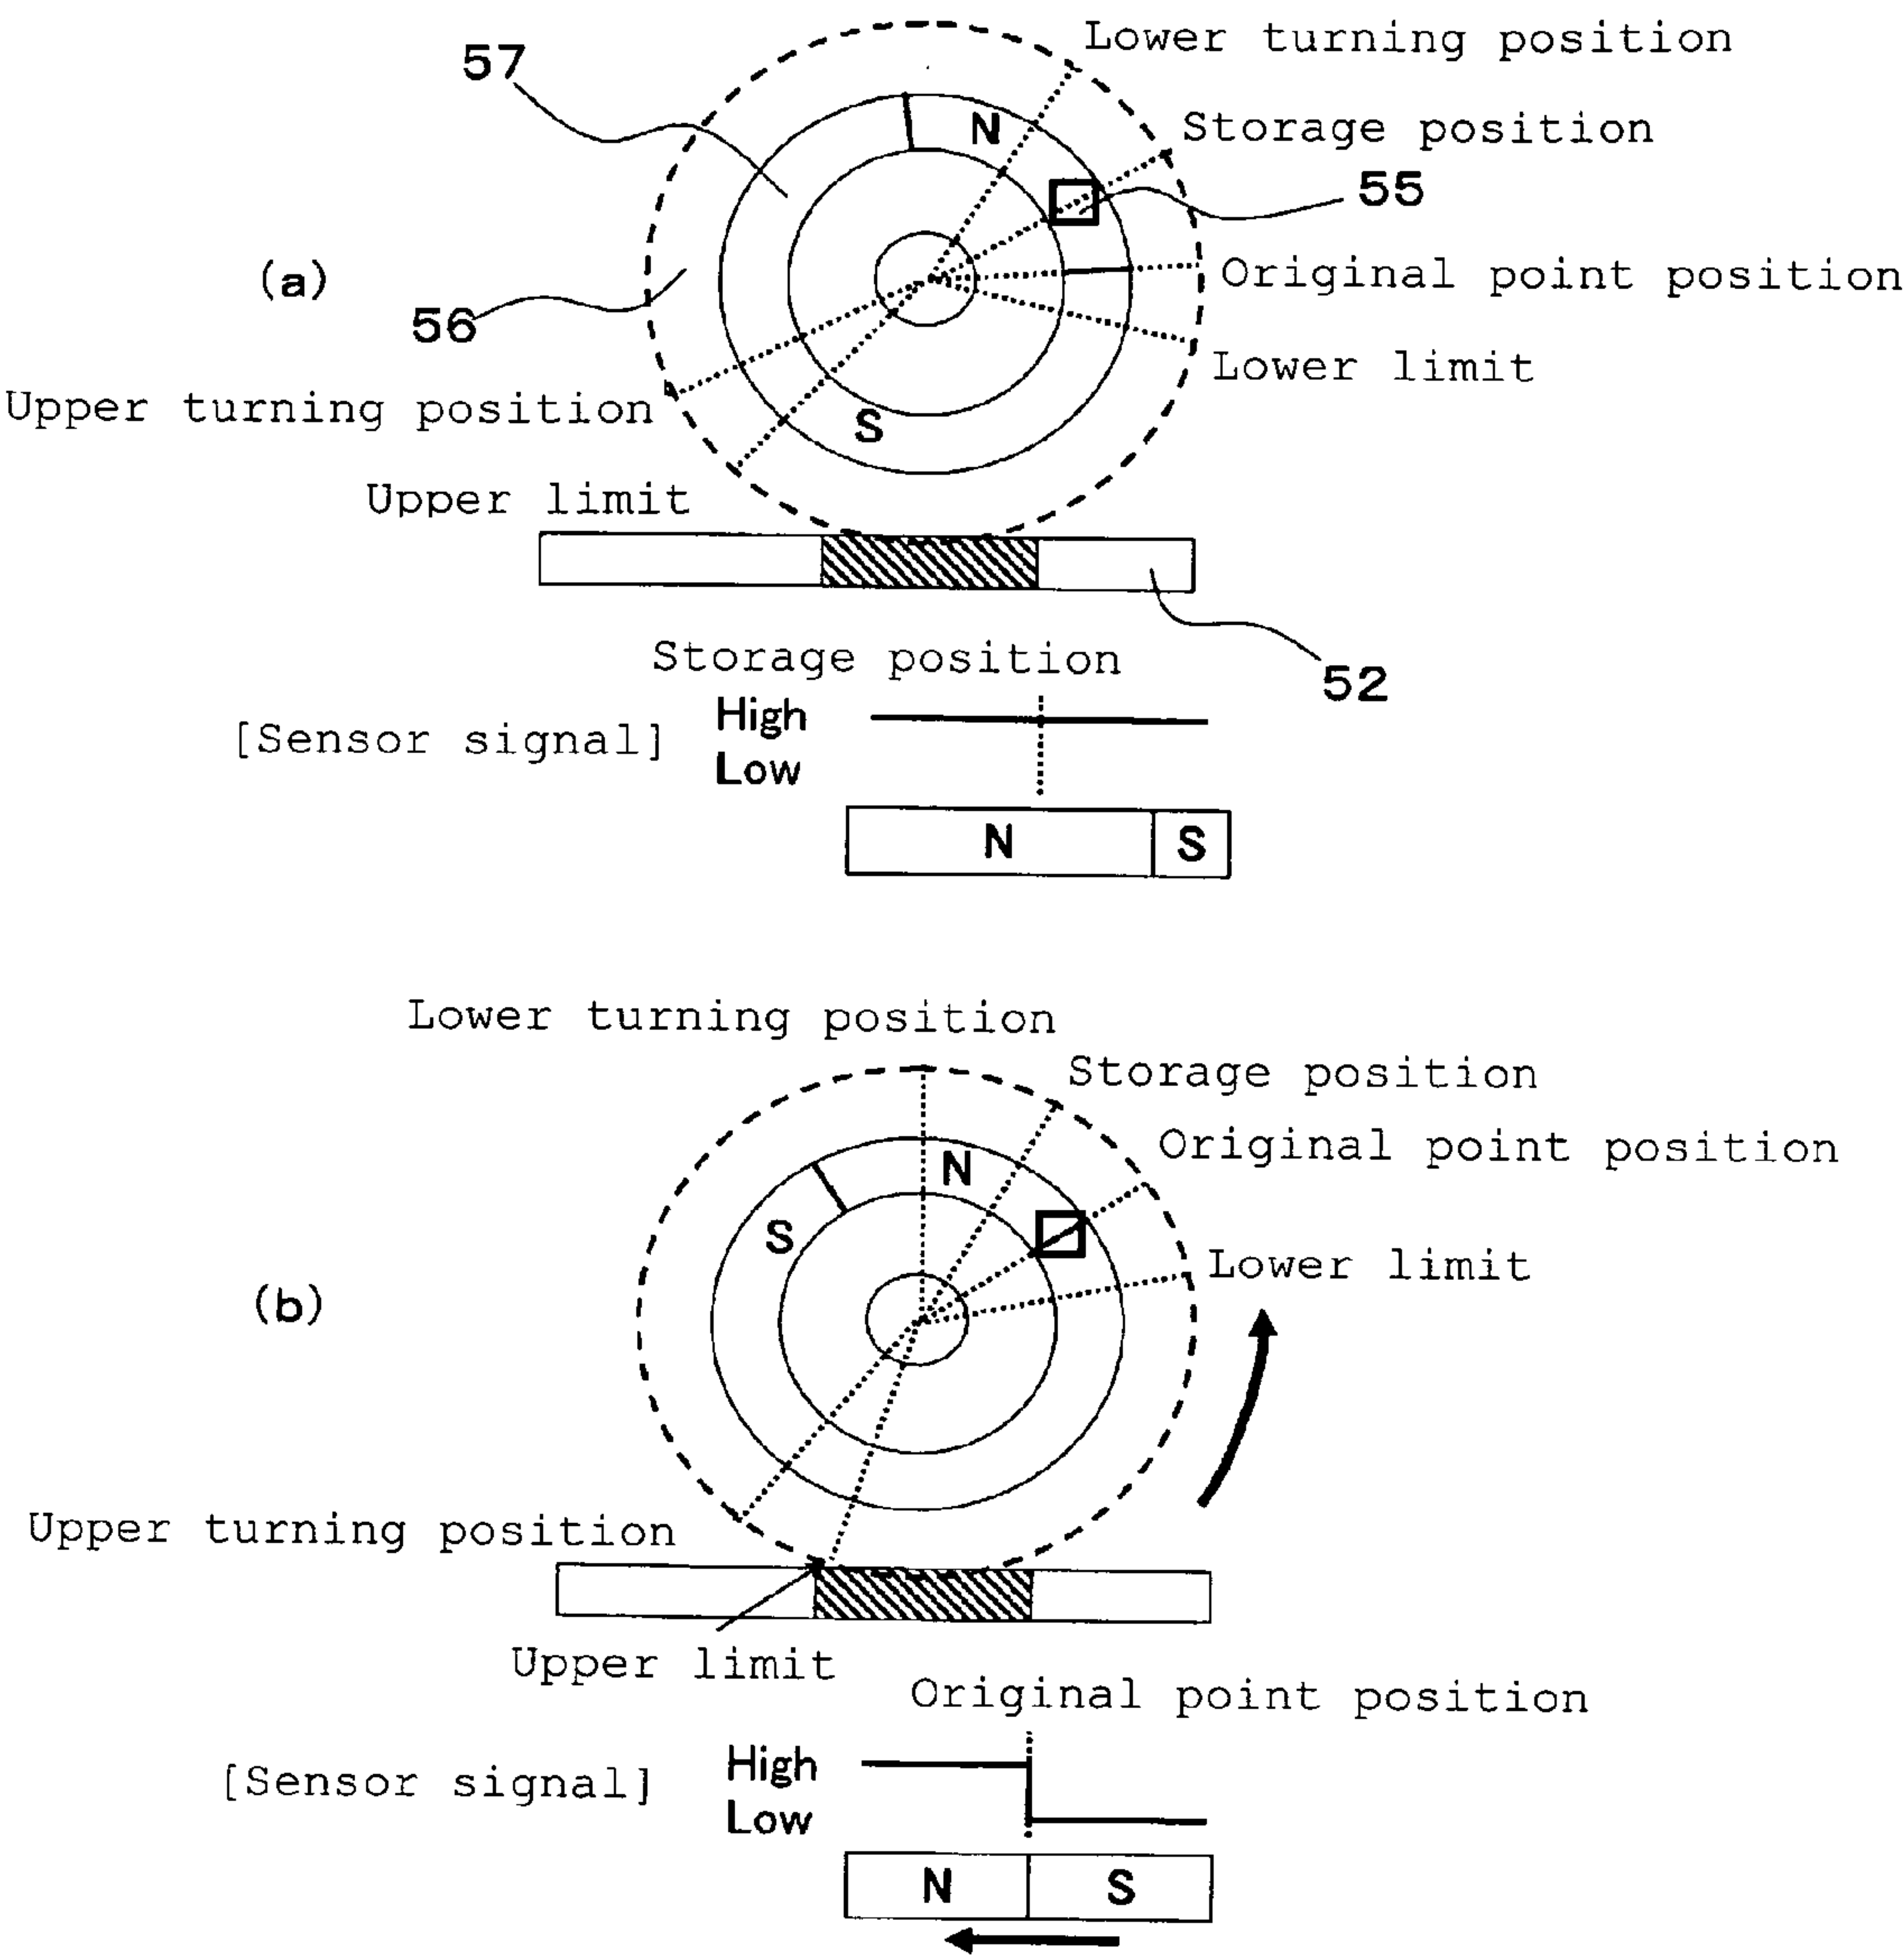 Lower turning position
57
N
Storage position
55
(a)
Original point position
56
Lower limit
Upper turning position
S
Upper limit
52
Storage position
[Sensor signal]
High
Low
N S
Lower turning position
Storage position
Original point position
N
S
Lower limit
(b)
Upper turning position
Upper limit
Original point position
[Sensor signal]
High
Low
N S